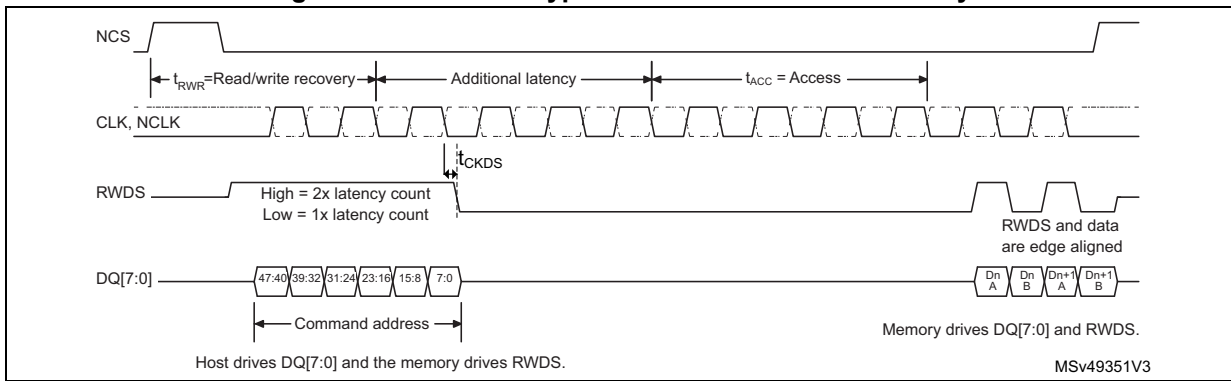 NCS
tRWR=Read/write recovery
Additional latency
tACC = Access
CLK, NCLK
tCKDS
RWDS
High = 2x latency count
Low = 1x latency count
RWDS and data
are edge aligned
DQ[7:0]
47:40 39:32 31:24 23:16 15:8 7:0
Dn Dn Dn+1 Dn+1
A B A B
Command address
Memory drives DQ[7:0] and RWDS.
Host drives DQ[7:0] and the memory drives RWDS.
MSv49351V3